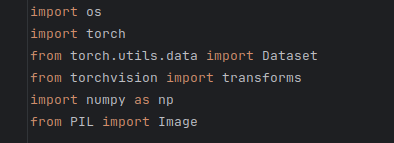 import os
import torch
from torch.utils.data import Dataset
from torchvision import transforms
import numpy as np
from PIL import Image